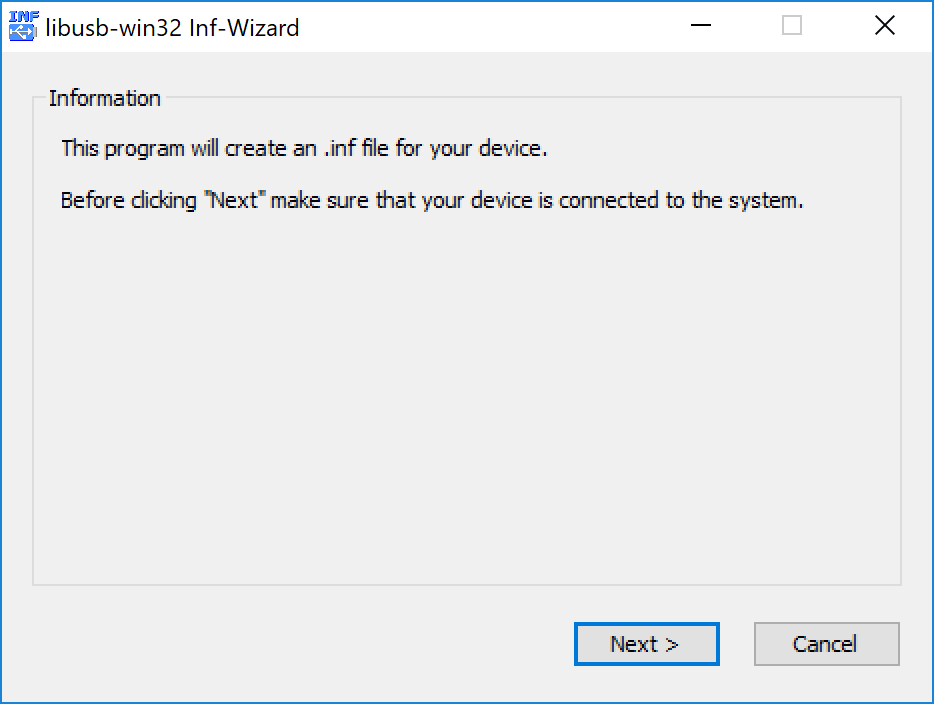 INF
libusb-win32 Inf-Wizard
Information
This program will create an .inf file for your device.
Before clicking "Next" make sure that your device is connected to the system.
Next >
Cancel